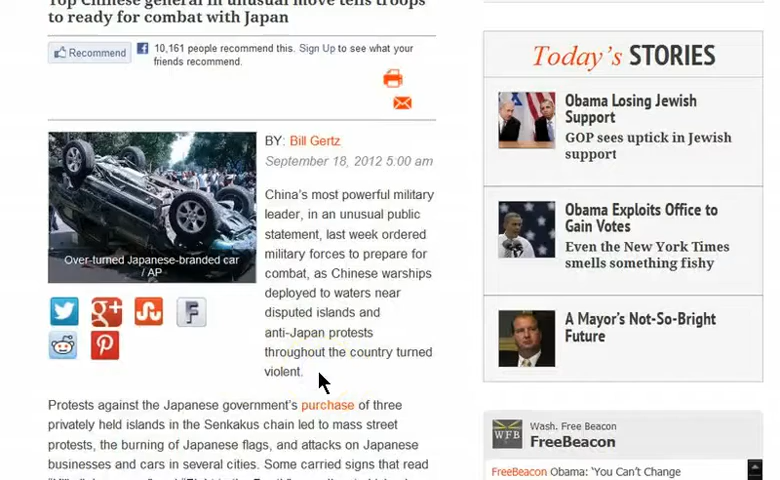 Top Chinese general in unusual move tells troops
to ready for combat with Japan
Recommend
10,161 people recommend this. Sign Up to see what your
friends recommend.
BY: Bill Gertz
September 18, 2012 5:00 am
China's most powerful military
leader, in an unusual public
statement, last week ordered
military forces to prepare for
combat, as Chinese warships
deployed to waters near
disputed islands and
anti-Japan protests
throughout the country turned
violent.
Over-turned Japanese-branded car
/ AP
Protests against the Japanese government's purchase of three
privately held islands in the Senkakus chain led to mass street
protests, the burning of Japanese flags, and attacks on Japanese
businesses and cars in several cities. Some carried signs that read
Today's STORIES
Obama Losing Jewish
Support
GOP sees uptick in Jewish
support
Obama Exploits Office to
Gain Votes
Even the New York Times
smells something fishy
A Mayor's Not-So-Bright
Future
WFB
Wash. Free Beacon
FreeBeacon
FreeBeacon Obama: 'You Can't Change